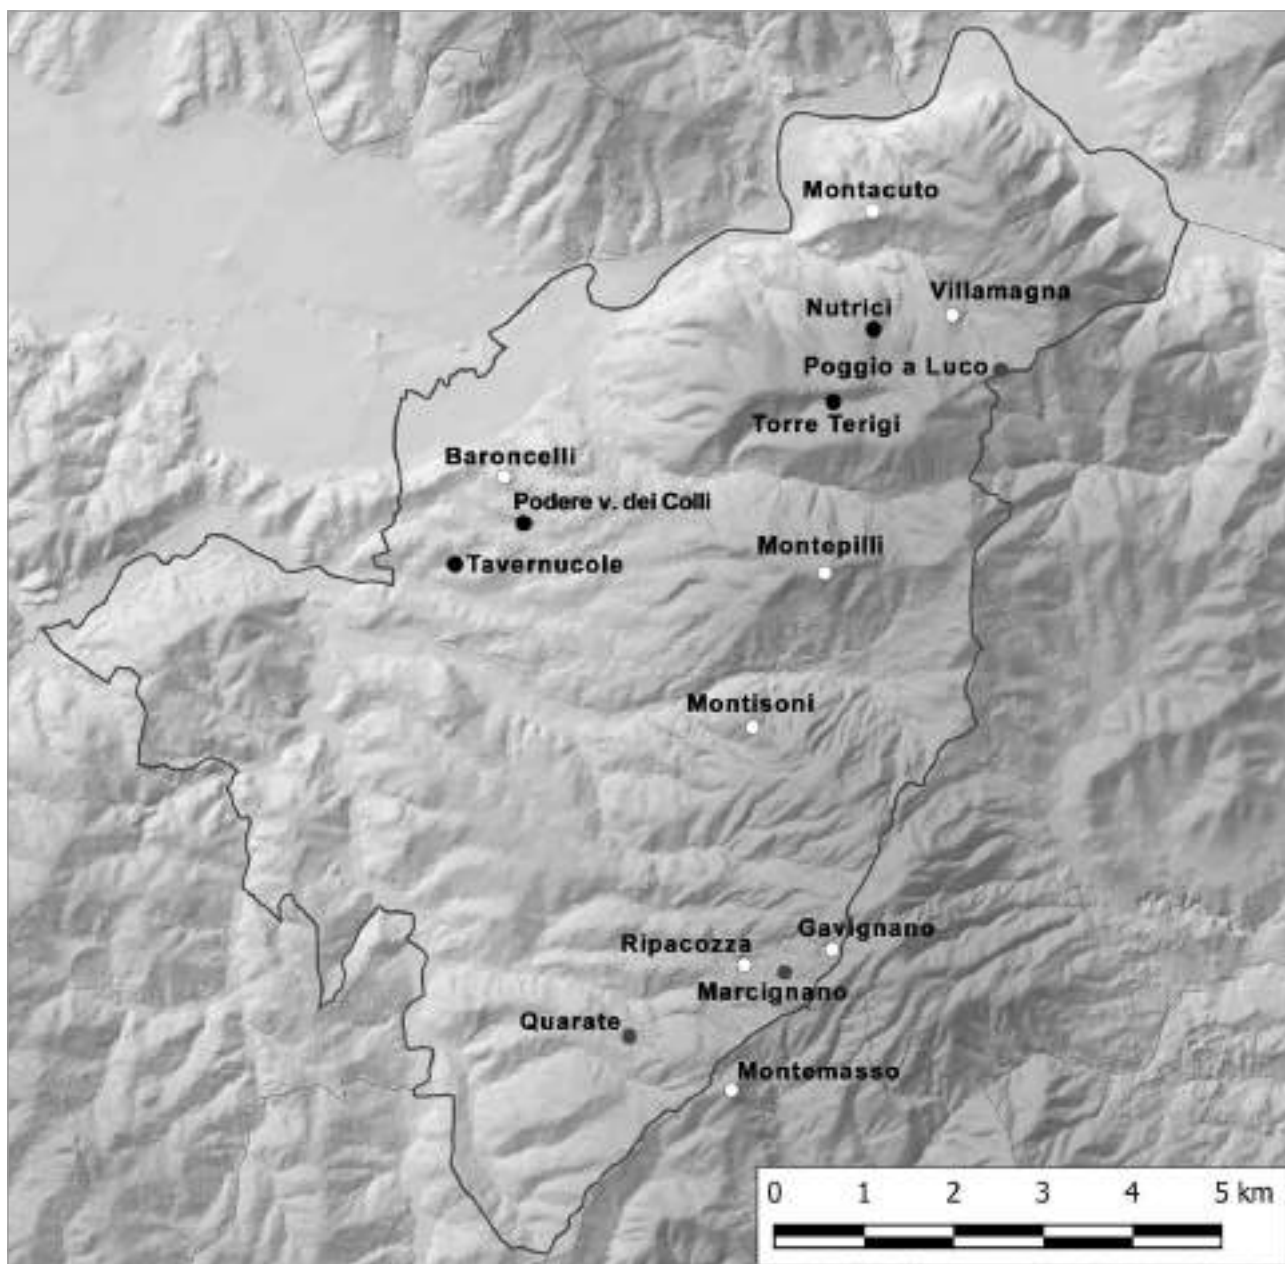 Montacuto
Villamagna
Nutrici
Poggio a Luco
Torre Terigi
Baroncelli
Podere v. dei Colli
Montepilli
Tavernucole
Montisoni
Gavignano
Ripacozza
Marcignano
Quarate
Montemasso
0 1 2 3 4 5 km